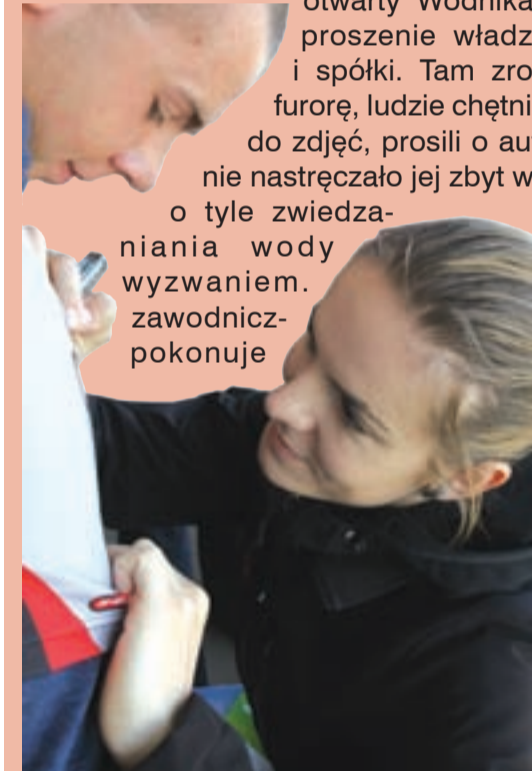 otwarty Wodnika
proszenie władz
i spółki. Tam zro
furorę, ludzie chętni
do zdjęć, prosili o au
nie nastręczało jej zbyt w
o tyle zwiedza-
niania wody
wyzwaniem.
zawodnicz-
pokonuje